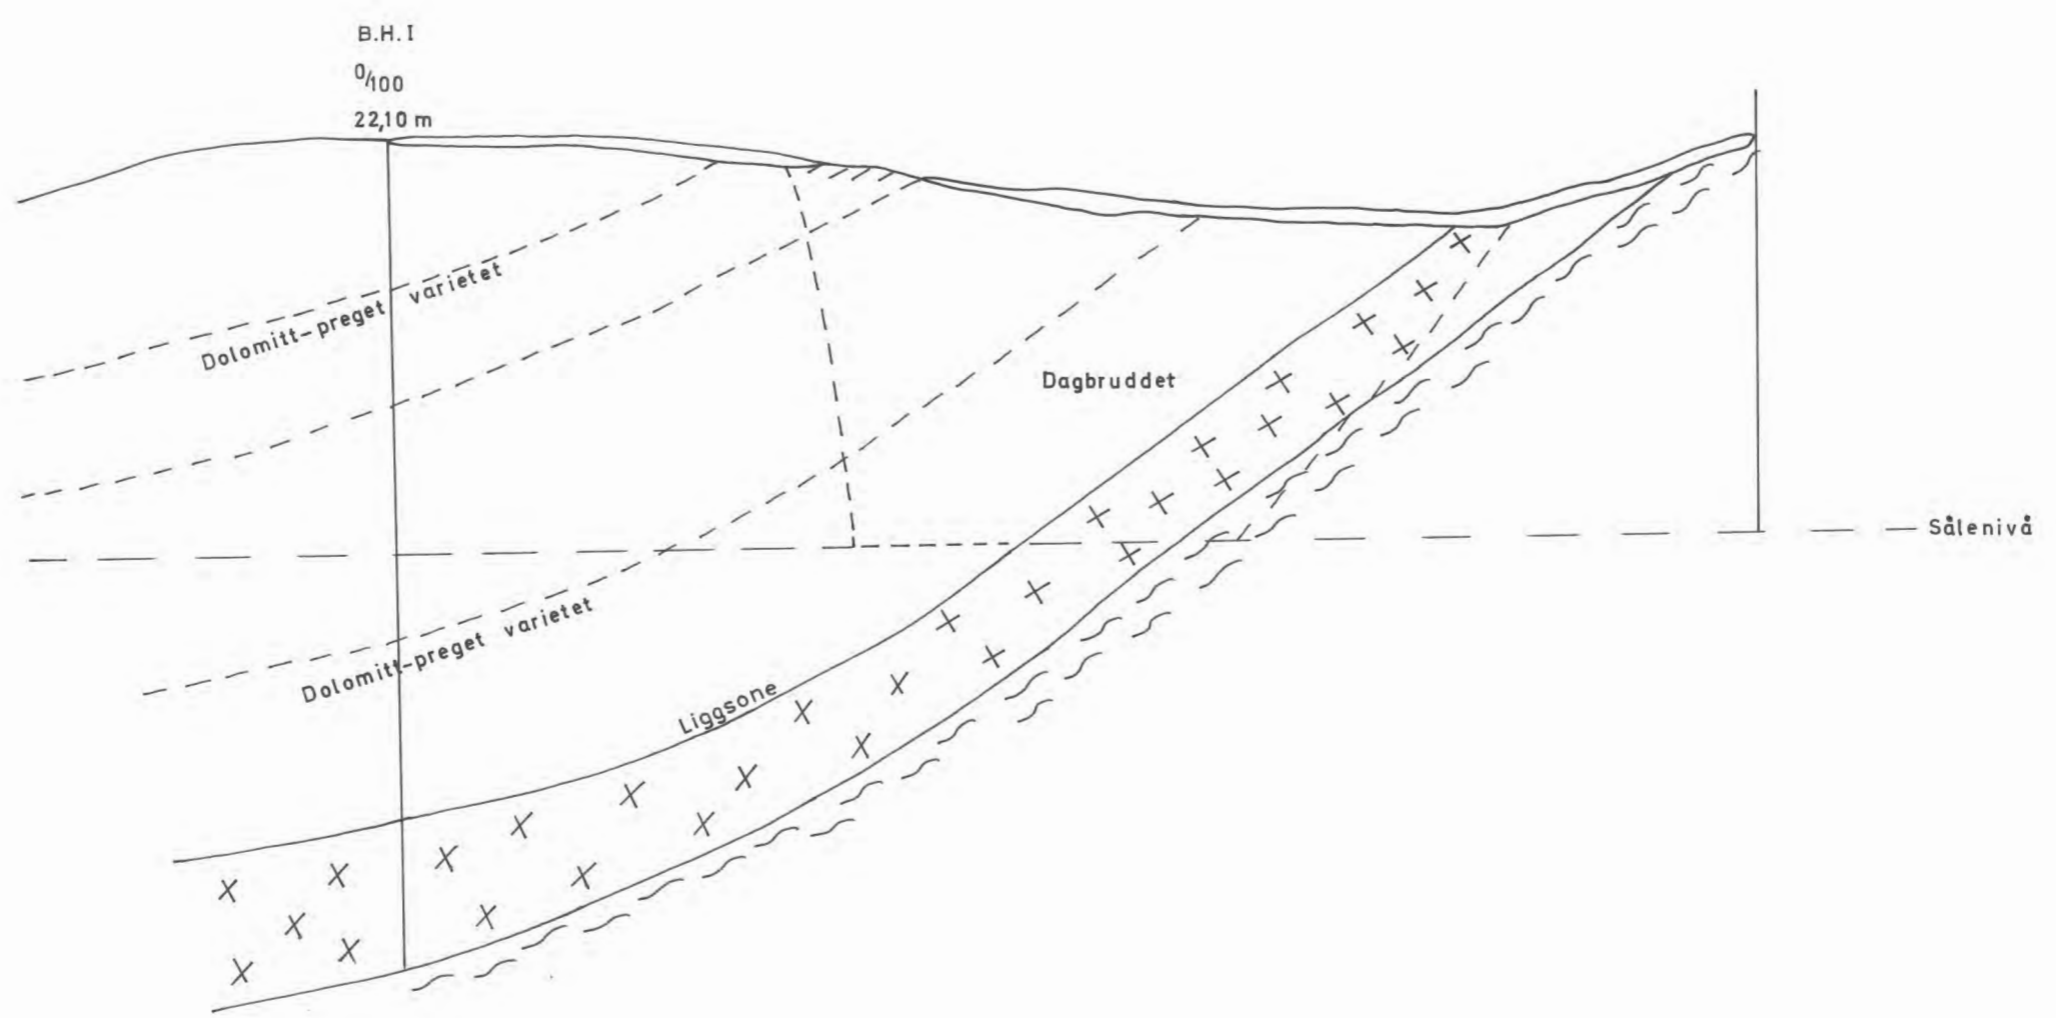 B.H. I
0/100
22,10 m
Dolomitt-preget varietet
Dagbruddet
Sålenivå
Dolomitt-preget varietet
Liggsone